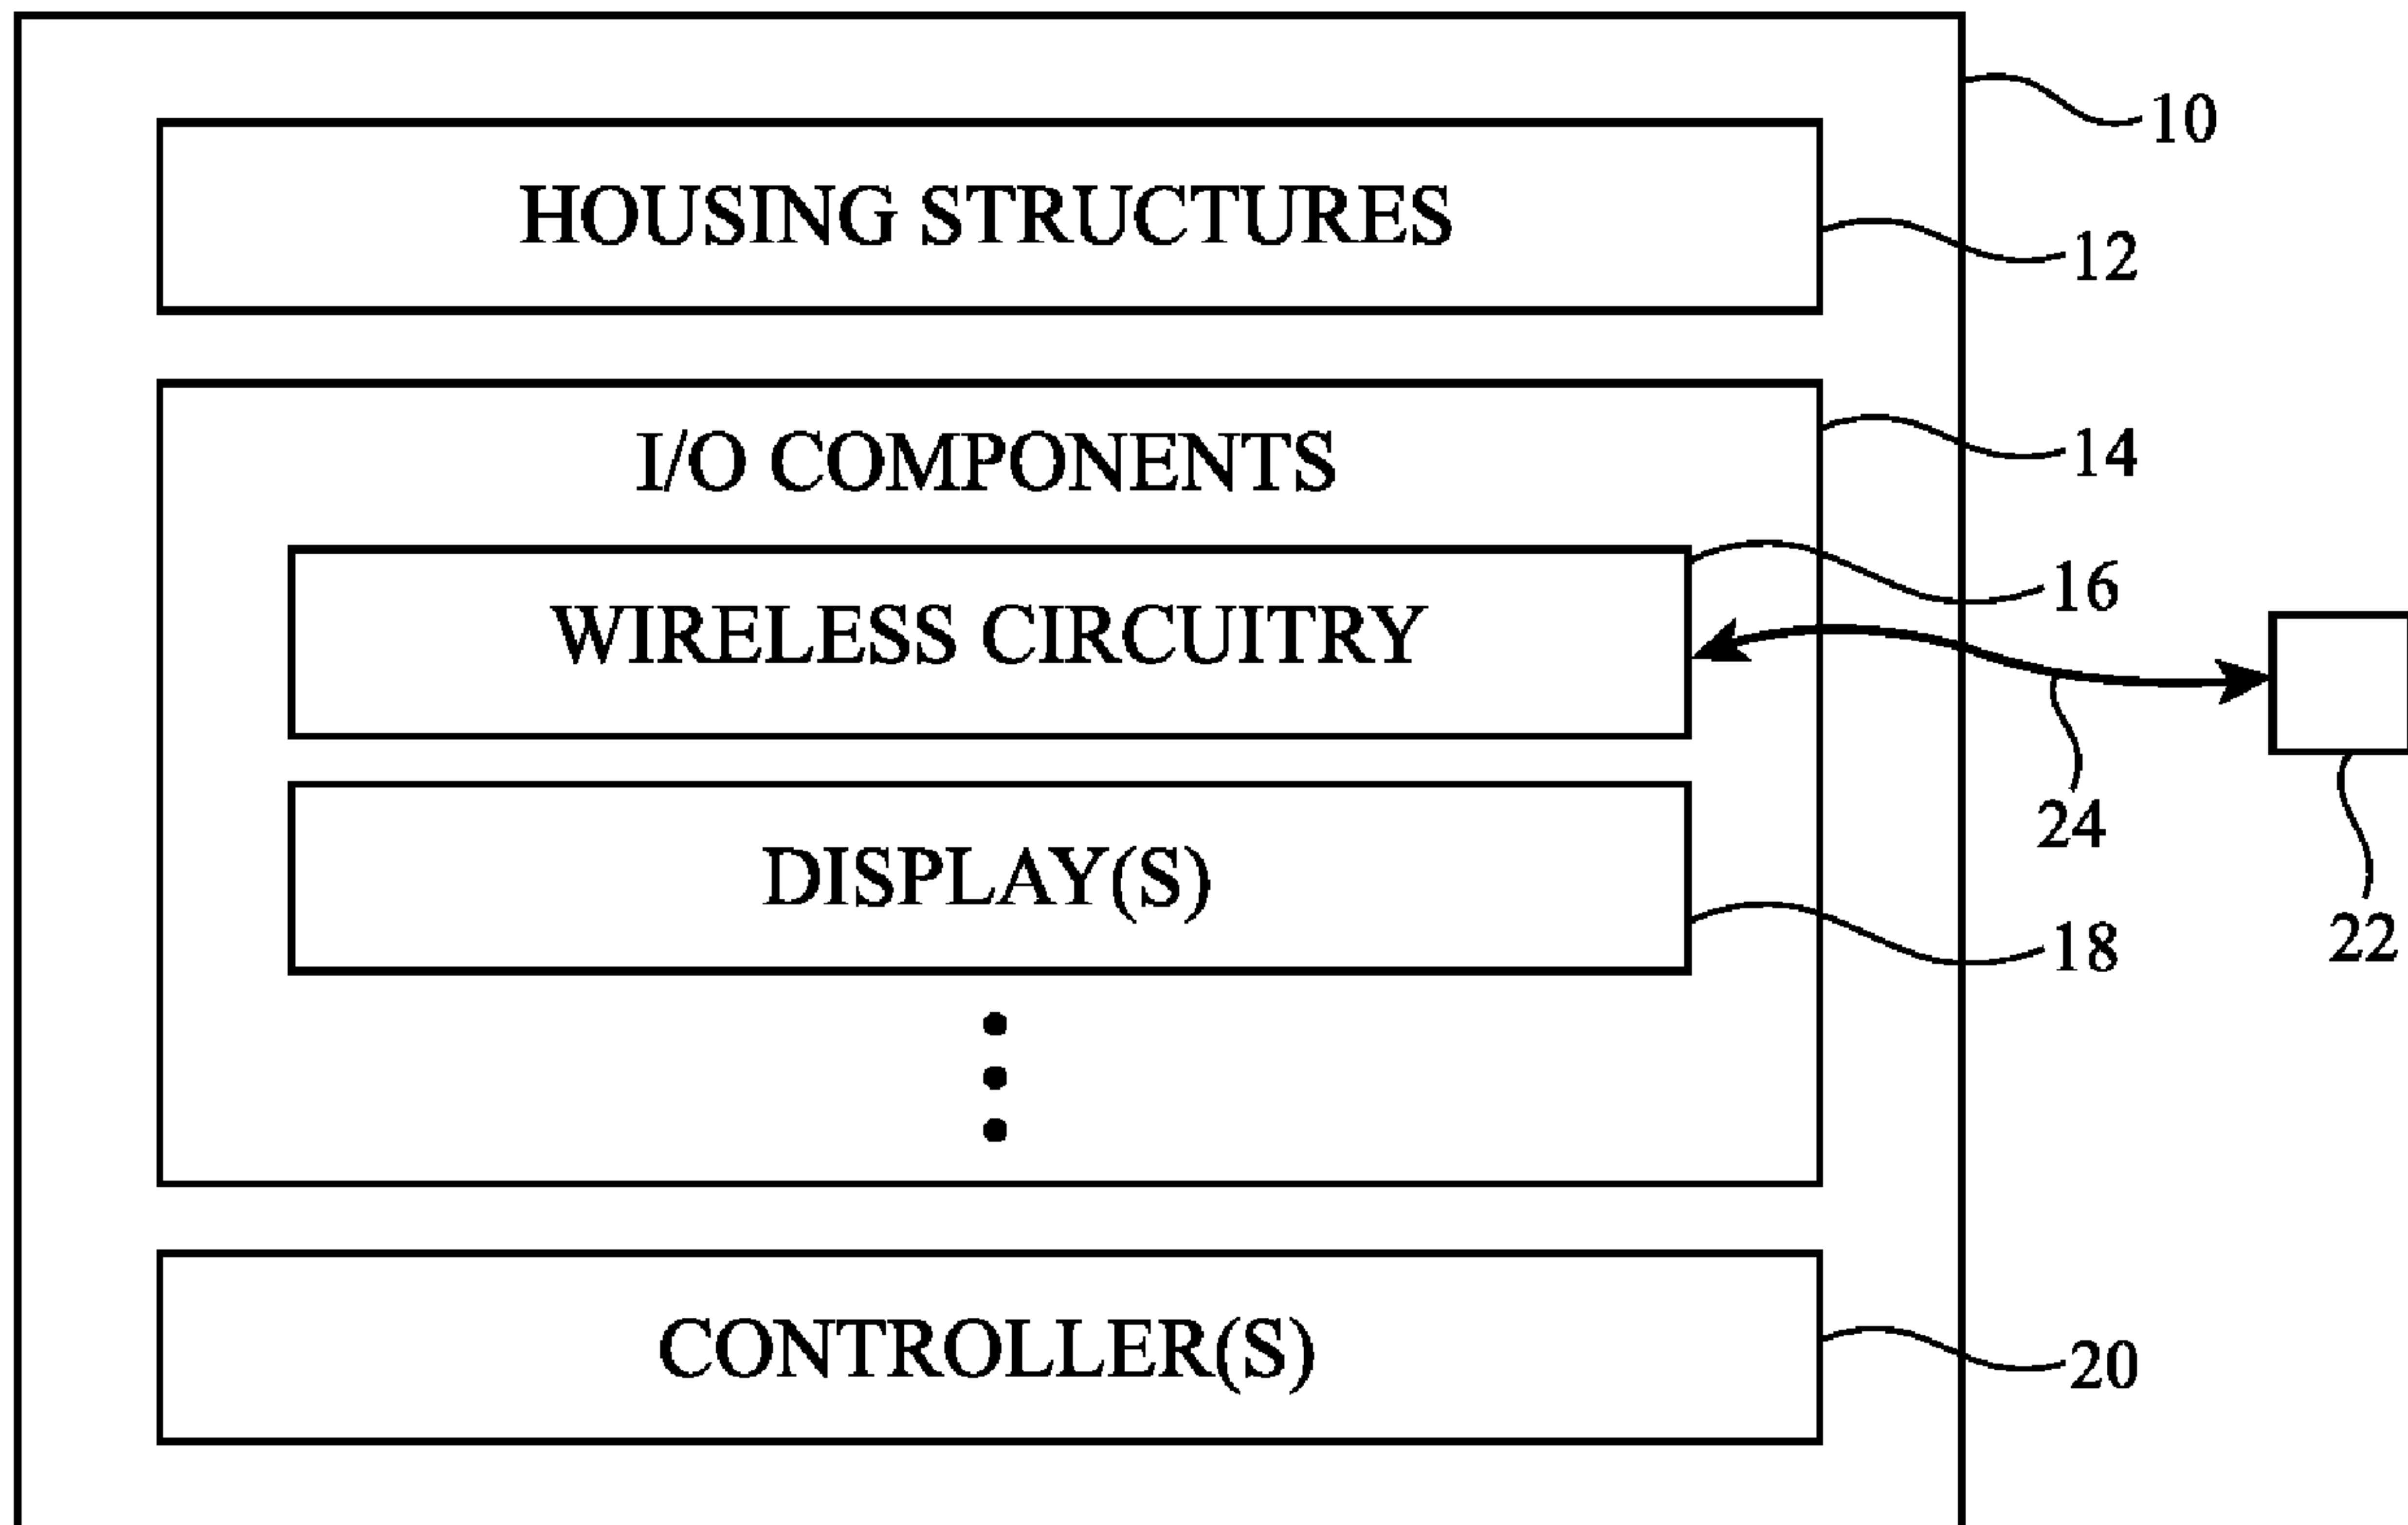 10
HOUSING STRUCTURES
12
I/O COMPONENTS
14
16
WIRELESS CIRCUITRY
24
DISPLAY(S)
22
18
CONTROLLER(S)
20